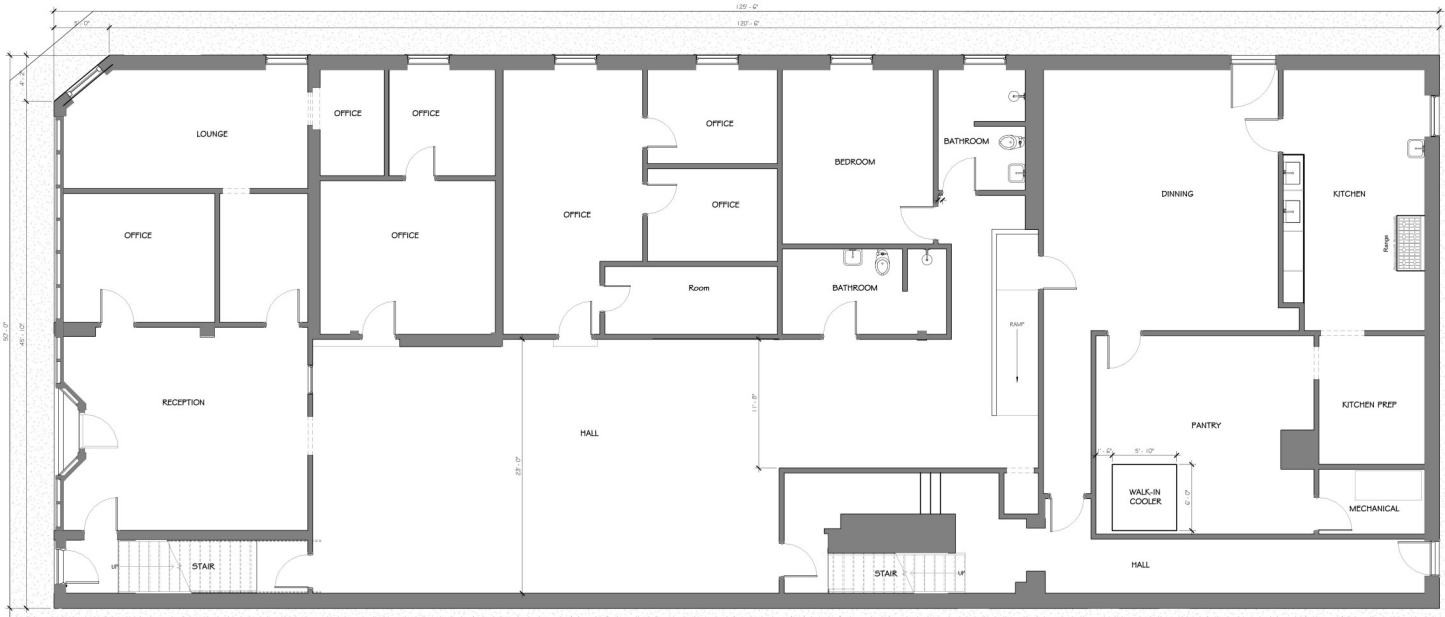 125' - 6"
5' - 0"
120' - 6"
4' - 2"
50' - 0"
45' - 10"
LOUNGE
OFFICE
OFFICE
OFFICE
BEDROOM
BATHROOM
DINNING
KITCHEN
OFFICE
OFFICE
OFFICE
OFFICE
Range
BATHROOM
Room
RAMP
RECEPTION
HALL
23' - 0"
11' - 8"
PANTRY
KITCHEN PREP
1' - 6"
5' - 10"
6' - 0"
WALK-IN
COOLER
MECHANICAL
UP
STAIR
STAIR
UP
HALL